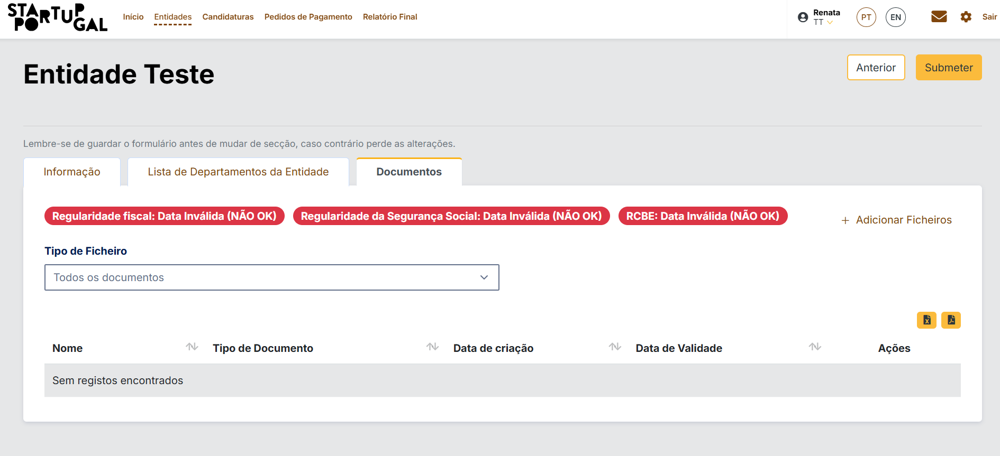 STARTUP
PORTUGAL
Início Entidades Candidaturas Pedidos de Pagamento Relatório Final
Renata
TT
PT EN
Sair
Entidade Teste
Anterior Submeter
Lembre-se de guardar o formulário antes de mudar de secção, caso contrário perde as alterações.
Informação Lista de Departamentos da Entidade Documentos
Regularidade fiscal: Data Inválida (NÃO OK) Regularidade da Segurança Social: Data Inválida (NÃO OK) RCBE: Data Inválida (NÃO OK)
+ Adicionar Ficheiros
Tipo de Ficheiro
Todos os documentos
Nome Tipo de Documento Data de criação Data de Validade Ações
Sem registos encontrados